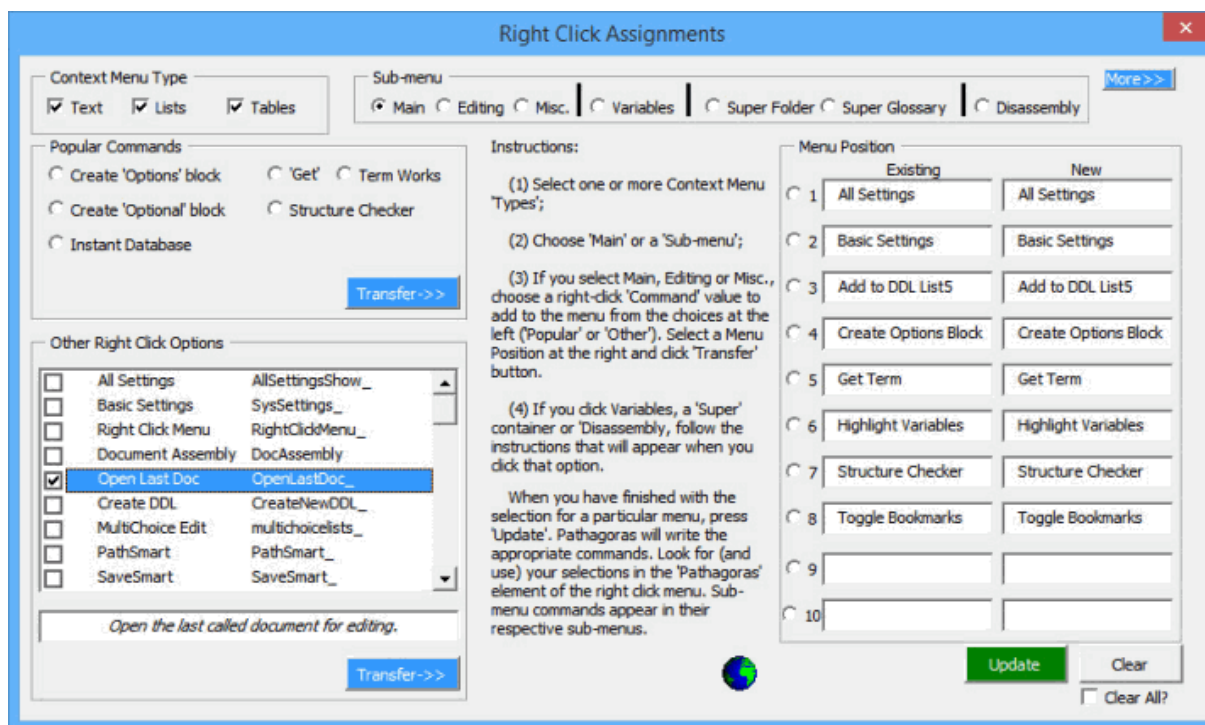 Right Click Assignments
×
Context Menu Type
Text Lists Tables
Sub-menu
Main Editing Misc. Variables Super Folder Super Glossary Disassembly
More>>
Popular Commands
Create 'Options' block 'Get' Term Works
Create 'Optional' block Structure Checker
Instant Database
Transfer->>
Other Right Click Options
All Settings AllSettingsShow_
Basic Settings SysSettings_
Right Click Menu RightClickMenu_
Document Assembly DocAssembly
Open Last Doc OpenLastDoc_
Create DDL CreateNewDDL_
MultiChoice Edit multichoicelists_
PathSmart PathSmart_
SaveSmart SaveSmart_
Open the last called document for editing.
Transfer->>
Instructions:
(1) Select one or more Context Menu
'Types';
(2) Choose 'Main' or a 'Sub-menu';
(3) If you select Main, Editing or Misc.,
choose a right-click 'Command' value to
add to the menu from the choices at the
left ('Popular' or 'Other'). Select a Menu
Position at the right and click 'Transfer'
button.
(4) If you click Variables, a 'Super'
container or 'Disassembly, follow the
instructions that will appear when you
click that option.
When you have finished with the
selection for a particular menu, press
'Update'. Pathagoras will write the
appropriate commands. Look for (and
use) your selections in the 'Pathagoras'
element of the right click menu. Sub-
menu commands appear in their
respective sub-menus.
Menu Position
Existing New
1 All Settings All Settings
2 Basic Settings Basic Settings
3 Add to DDL List5 Add to DDL List5
4 Create Options Block Create Options Block
5 Get Term Get Term
6 Highlight Variables Highlight Variables
7 Structure Checker Structure Checker
8 Toggle Bookmarks Toggle Bookmarks
9
10
Update Clear
Clear All?